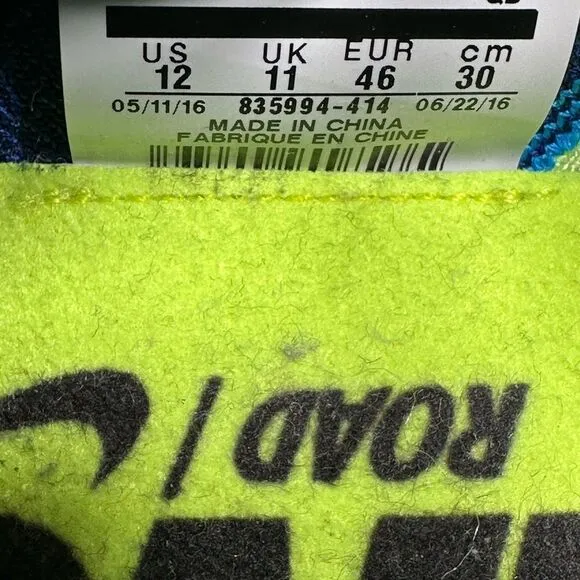 US UK EUR cm
12 11 46 30
05/11/16 835994-414 06/22/16
MADE IN CHINA
FABRIQUE EN CHINE
ROAD